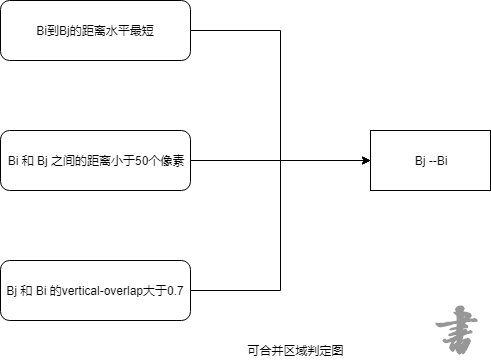 Bi到Bj的距离水平最短
Bi 和 Bj 之间的距离小于50个像素
Bj --Bi
Bj 和 Bi 的vertical-overlap大于0.7
可合并区域判定图
書